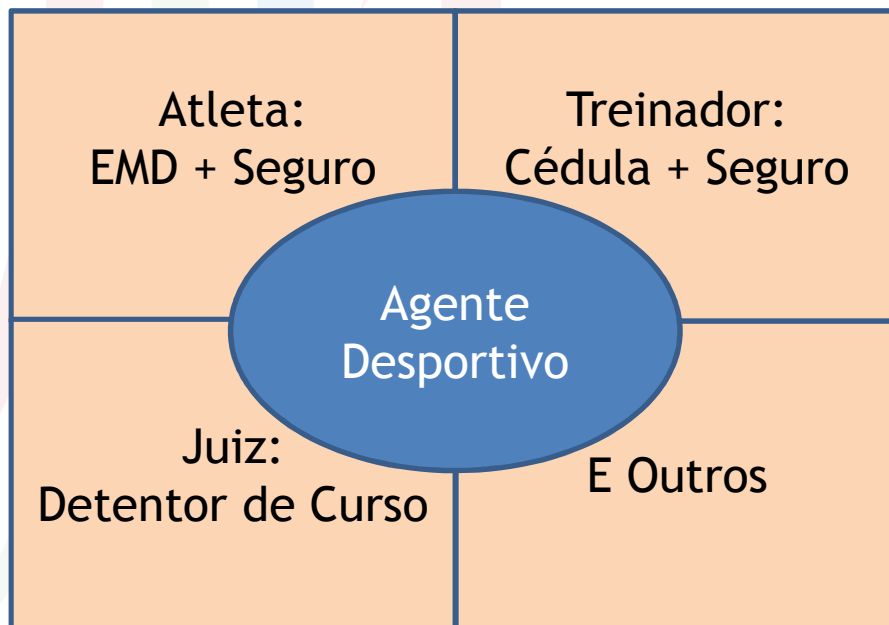 Atleta:
EMD + Seguro
Treinador:
Cédula + Seguro
Agente
Desportivo
Juiz:
Detentor de Curso
E Outros